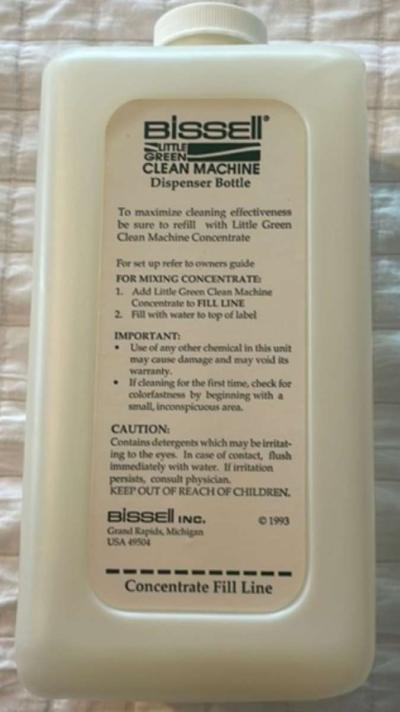 BISSELL®
LITTLE
GREEN
CLEAN MACHINE
Dispenser Bottle
To maximize cleaning effectiveness
be sure to refill with Little Green
Clean Machine Concentrate
For set up refer to owners guide
FOR MIXING CONCENTRATE:
1. Add Little Green Clean Machine
Concentrate to FILL LINE
2. Fill with water to top of label
IMPORTANT:
• Use of any other chemical in this unit
may cause damage and may void its
warranty.
• If cleaning for the first time, check for
colorfastness by beginning with a
small, inconspicuous area.
CAUTION:
Contains detergents which may be irritat-
ing to the eyes. In case of contact, flush
immediately with water. If irritation
persists, consult physician.
KEEP OUT OF REACH OF CHILDREN.
BISSELL INC. © 1993
Grand Rapids, Michigan
USA 49504
Concentrate Fill Line